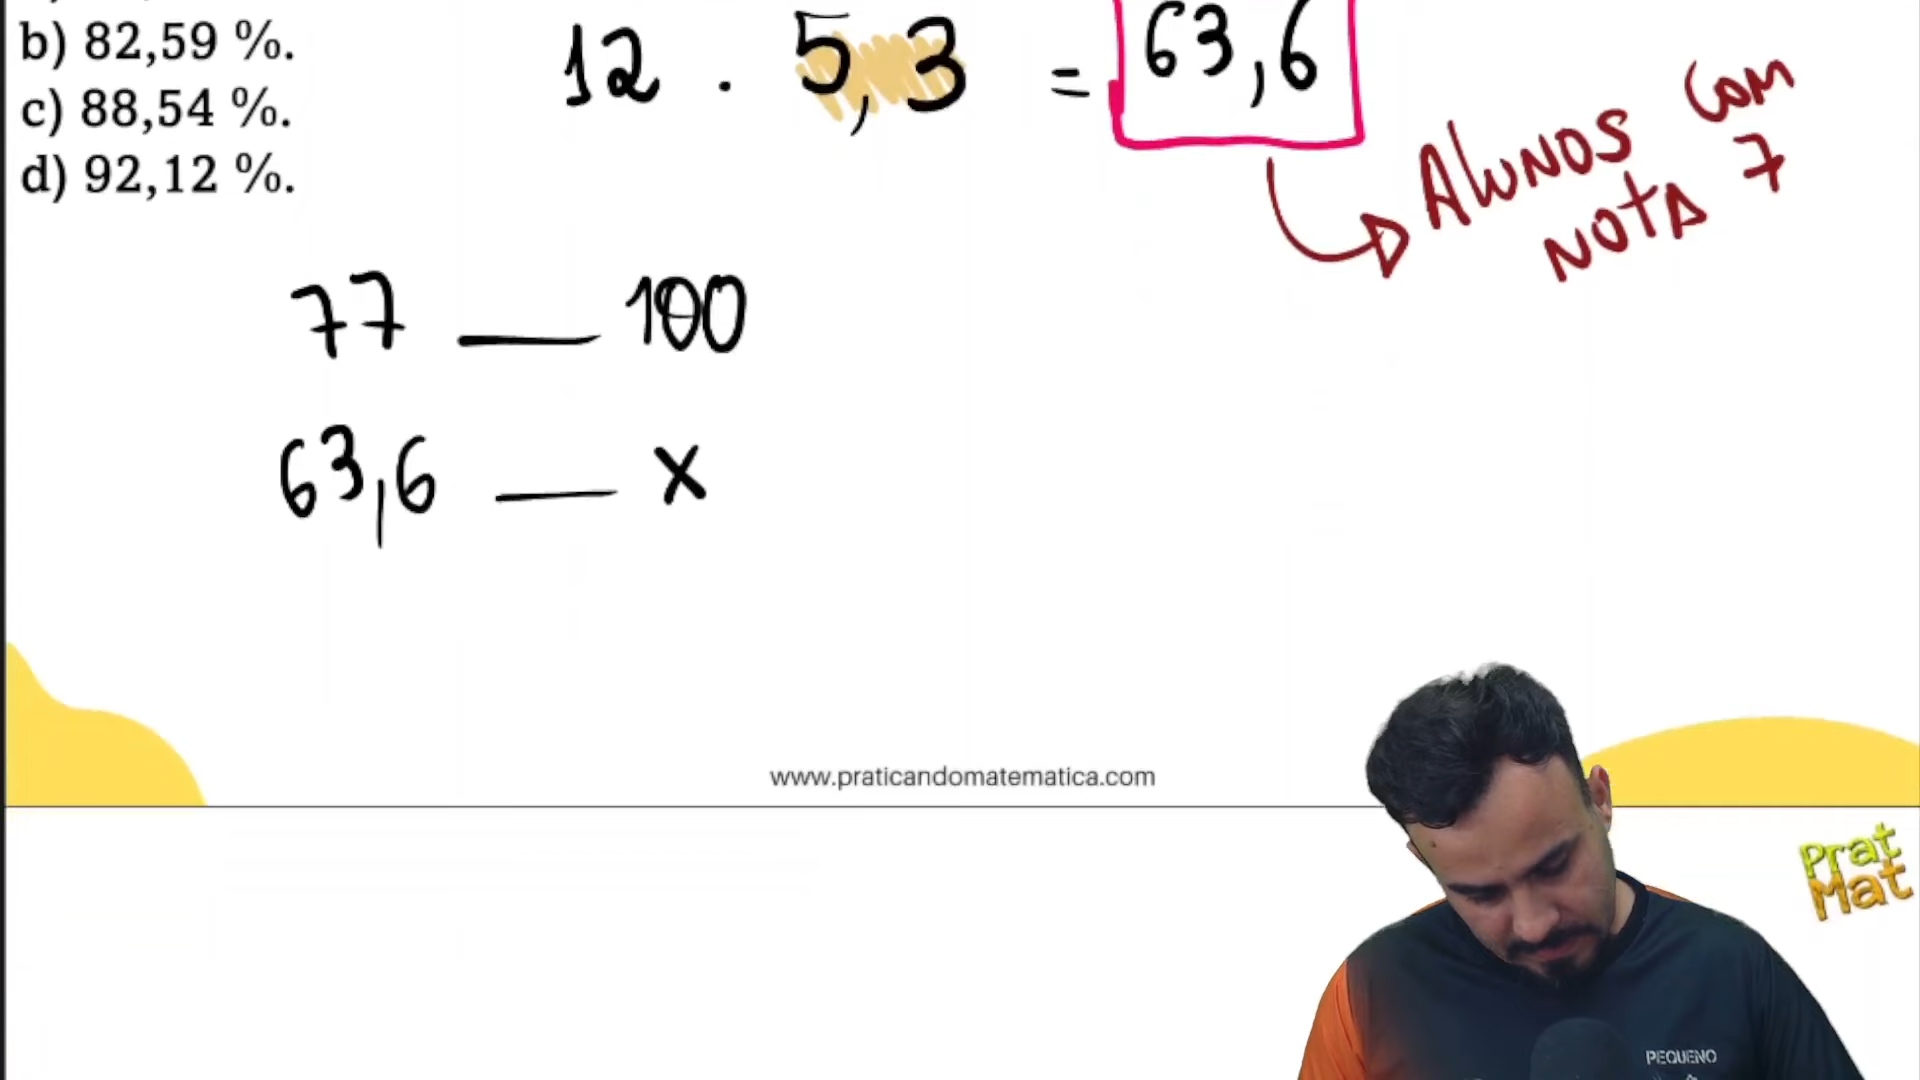 b) 82,59 %.
c) 88,54 %.
d) 92,12 %.
12 . 5,3 = 63,6
Alunos com
nota 7
77 — 100
63,6 — x
www.praticandomatematica.com
Prat
Mat
PEQUENO